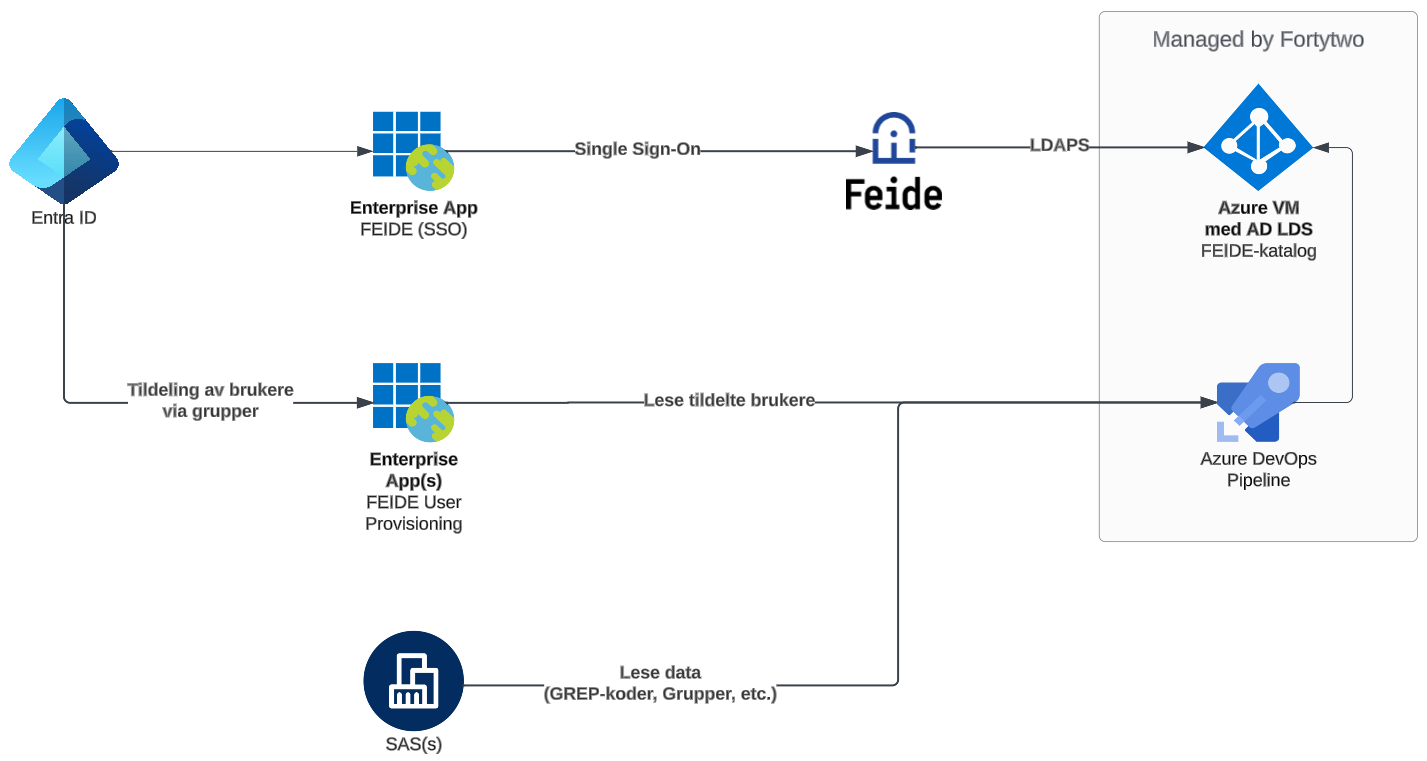 Managed by Fortytwo
Entra ID
Enterprise App
FEIDE (SSO)
Single Sign-On
Feide
LDAPS
Azure VM
med AD LDS
FEIDE-katalog
Tildeling av brukere
via grupper
Enterprise
App(s)
FEIDE User
Provisioning
Lese tildelte brukere
Azure DevOps
Pipeline
SAS(s)
Lese data
(GREP-koder, Grupper, etc.)